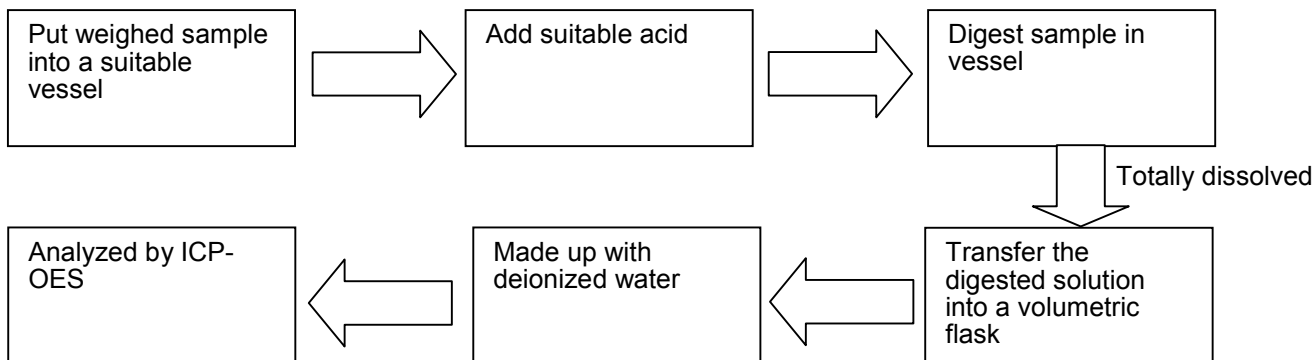 Put weighed sample
into a suitable
vessel
Add suitable acid
Digest sample in
vessel
Totally dissolved
Transfer the
digested solution
into a volumetric
flask
Made up with
deionized water
Analyzed by ICP-
OES